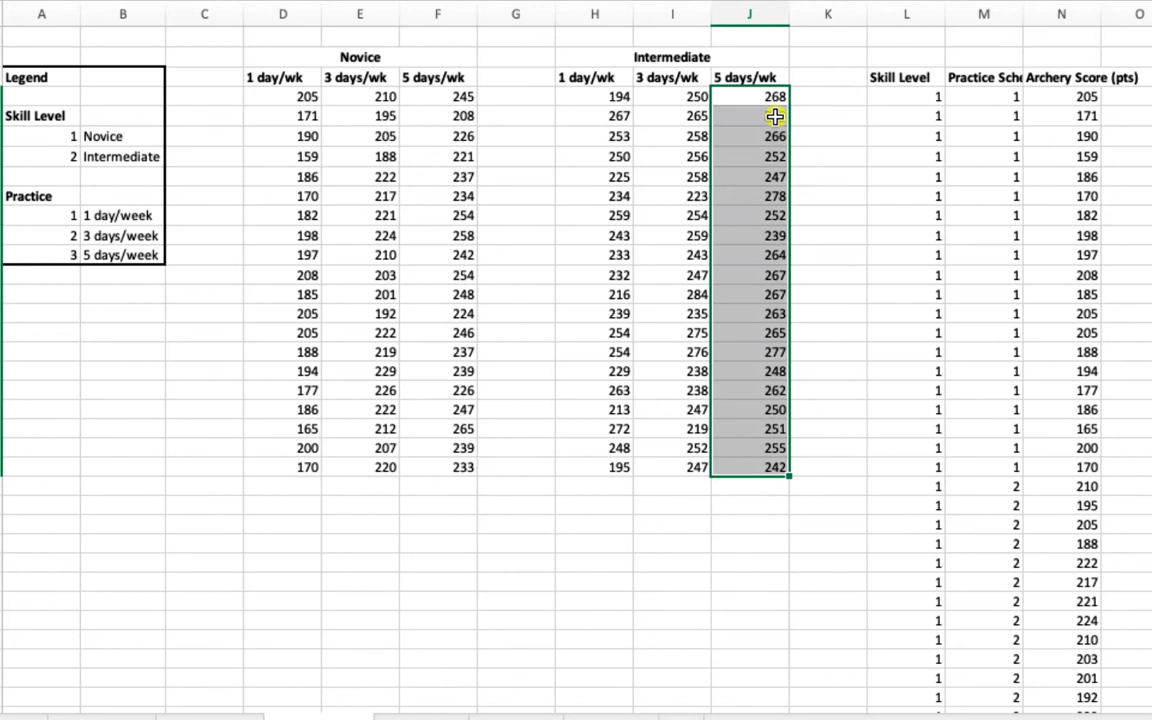 A B C D E F G H I J K L M N O
Novice Intermediate
Legend 1 day/wk 3 days/wk 5 days/wk 1 day/wk 3 days/wk 5 days/wk Skill Level Practice Sche Archery Score (pts)
205 210 245 194 250 268 1 1 205
Skill Level 171 195 208 267 265 1 1 171
1 Novice 190 205 226 253 258 266 1 1 190
2 Intermediate 159 188 221 250 256 252 1 1 159
186 222 237 225 258 247 1 1 186
Practice 170 217 234 234 223 278 1 1 170
1 1 day/week 182 221 254 259 254 252 1 1 182
2 3 days/week 198 224 258 243 259 239 1 1 198
3 5 days/week 197 210 242 233 243 264 1 1 197
208 203 254 232 247 267 1 1 208
185 201 248 216 284 267 1 1 185
205 192 224 239 235 263 1 1 205
205 222 246 254 275 265 1 1 205
188 219 237 254 276 277 1 1 188
194 229 239 229 238 248 1 1 194
177 226 226 263 238 262 1 1 177
186 222 247 213 247 250 1 1 186
165 212 265 272 219 251 1 1 165
200 207 239 248 252 255 1 1 200
170 220 233 195 247 242 1 1 170
1 2 210
1 2 195
1 2 205
1 2 188
1 2 222
1 2 217
1 2 221
1 2 224
1 2 210
1 2 203
1 2 201
1 2 192